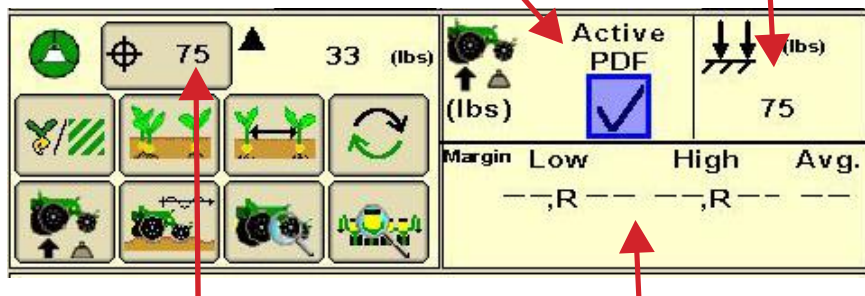 75 33 (lbs)
Active
PDF
(lbs)
(lbs)
75
Margin Low High Avg.
--,R -- --,R -- --